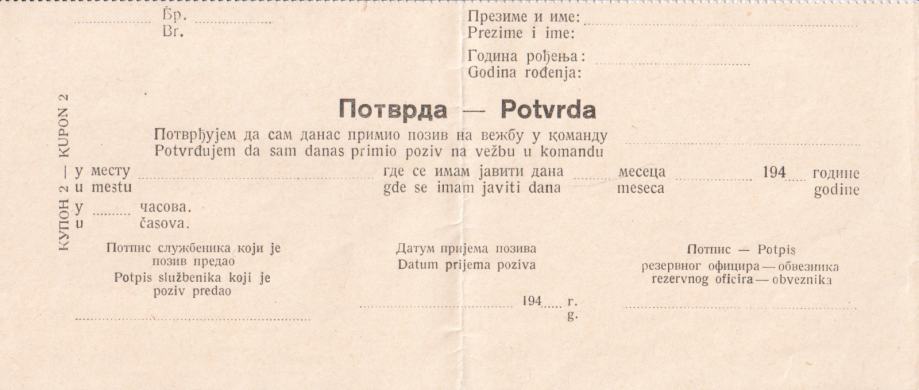 Бр.
Br.
Презиме и име:
Prezime i ime:
Година рођења:
Godina rođenja:
КУПОН 2 — KUPON 2
Потврда — Potvrda
Потврђујем да сам данас примио позив на вежбу у команду
Potvrđujem da sam danas primio poziv na vežbu u komandu
у месту где се имам јавити дана месеца 194 године
u mestu gde se imam javiti dana meseca godine
у часова.
u časova.
Потпис службеника који је
позив предао
Potpis službenika koji je
poziv predao
Датум пријема позива
Datum prijema poziva
194 г.
g.
Потпис — Potpis
резервног официра — обвезника
rezervnog oficira — obveznika